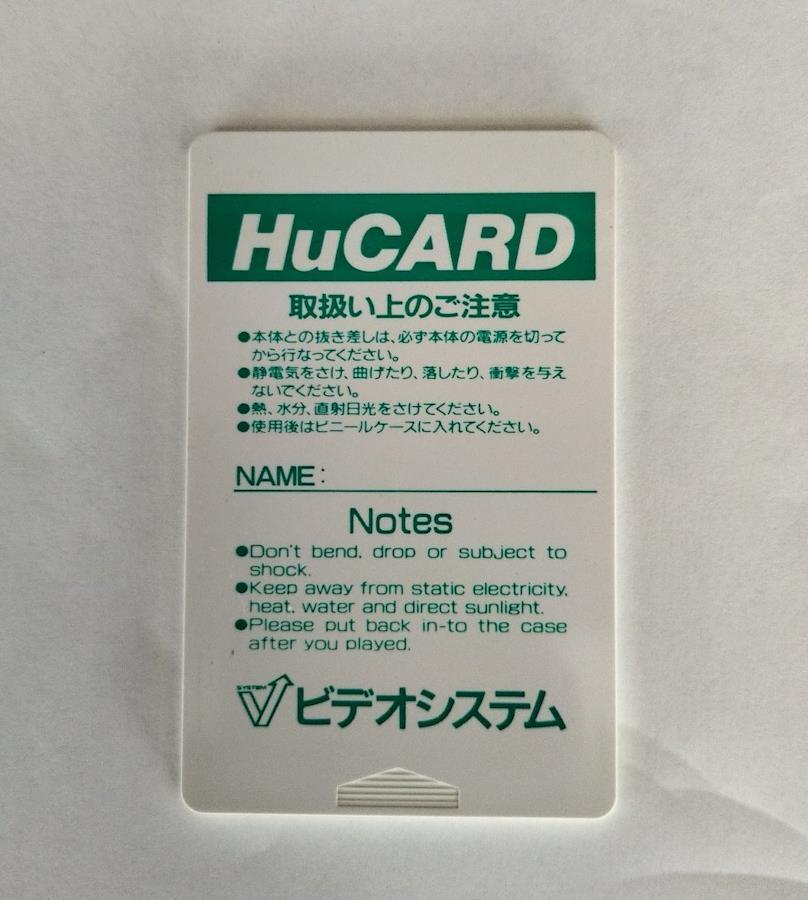 HuCARD
取扱い上のご注意
●本体との抜き差しは、必ず本体の電源を切って
から行なってください。
●静電気をさけ、曲げたり、落したり、衝撃を与え
ないでください。
●熱、水分、直射日光をさけてください。
●使用後はビニールケースに入れてください。
NAME:
Notes
●Don't bend, drop or subject to
shock.
●Keep away from static electricity,
heat, water and direct sunlight.
●Please put back in-to the case
after you played.
SYSTEM
V ビデオシステム